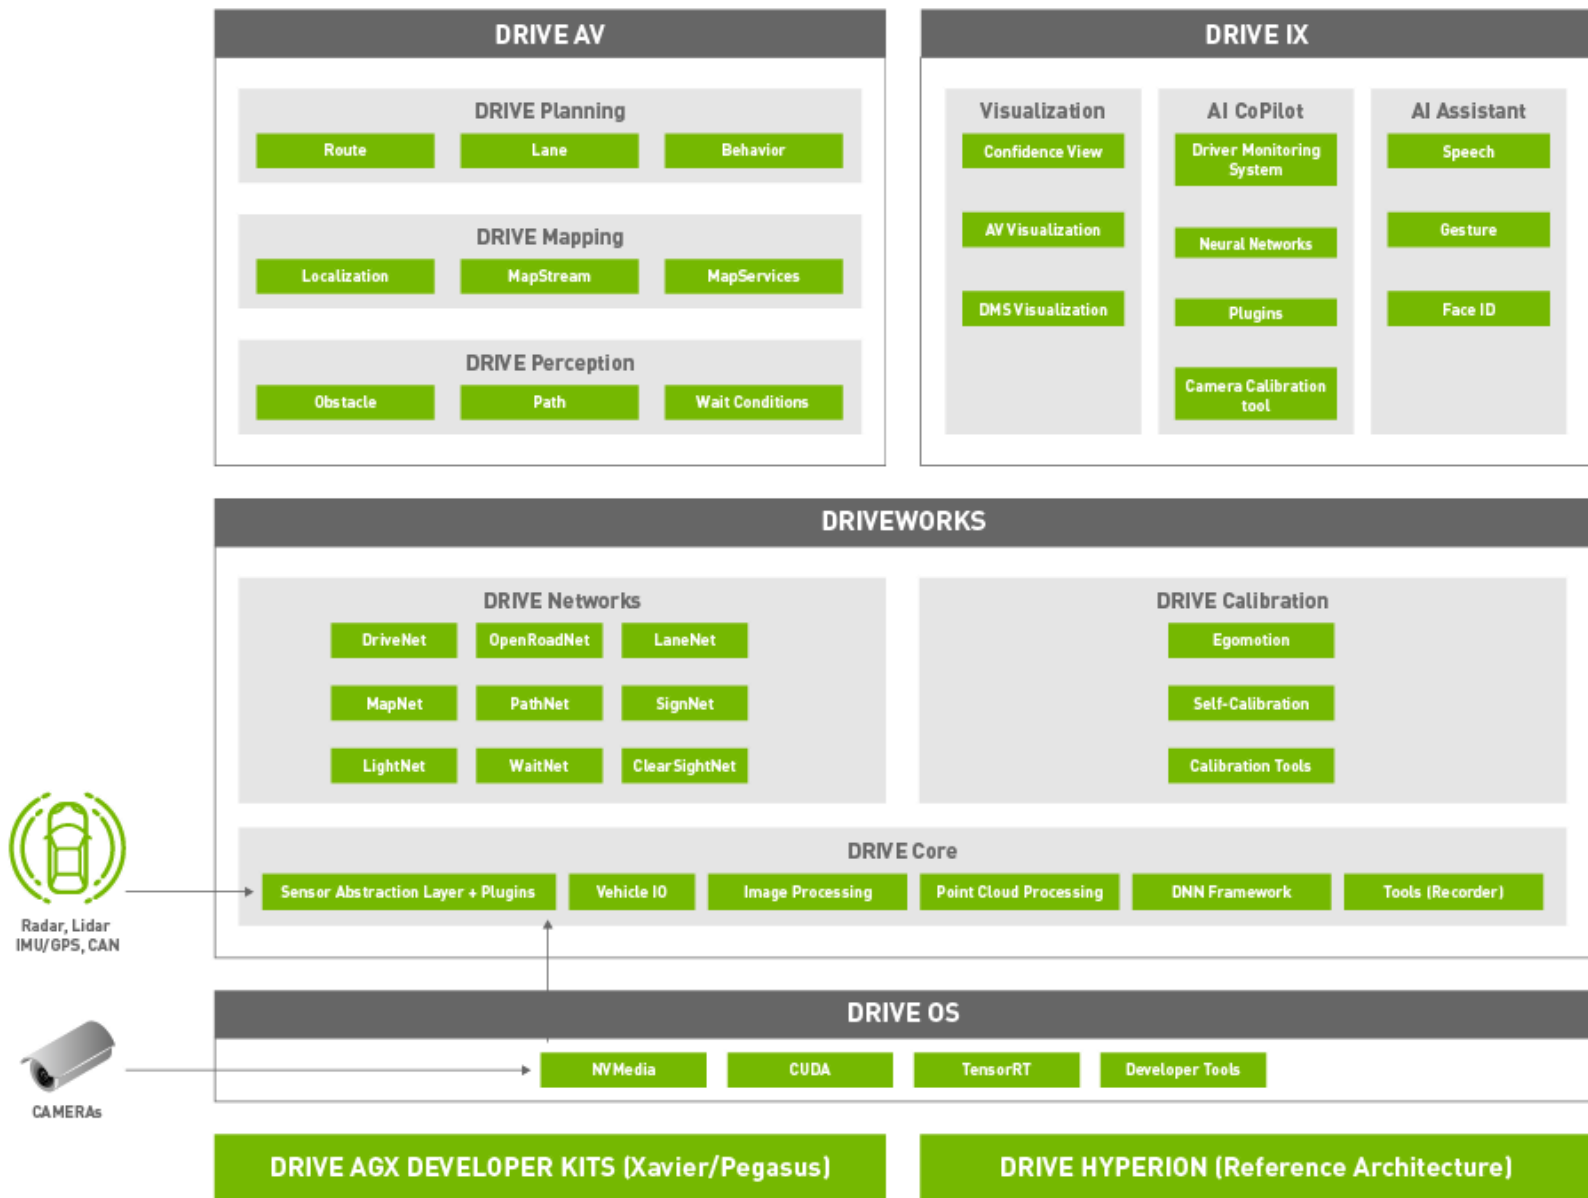 DRIVE AV
DRIVE Planning
Route
Lane
Behavior
DRIVE Mapping
Localization
MapStream
MapServices
DRIVE Perception
Obstacle
Path
Wait Conditions
DRIVE IX
Visualization
Confidence View
AV Visualization
DMS Visualization
AI CoPilot
Driver Monitoring
System
Neural Networks
Plugins
Camera Calibration
tool
AI Assistant
Speech
Gesture
Face ID
DRIVEWORKS
DRIVE Networks
DriveNet
OpenRoadNet
LaneNet
MapNet
PathNet
SignNet
LightNet
WaitNet
ClearSightNet
DRIVE Calibration
Egomotion
Self-Calibration
Calibration Tools
DRIVE Core
Sensor Abstraction Layer + Plugins
Vehicle IO
Image Processing
Point Cloud Processing
DNN Framework
Tools (Recorder)
Radar, Lidar
IMU/GPS, CAN
DRIVE OS
NVMedia
CUDA
TensorRT
Developer Tools
CAMERAs
DRIVE AGX DEVELOPER KITS (Xavier/Pegasus)
DRIVE HYPERION (Reference Architecture)